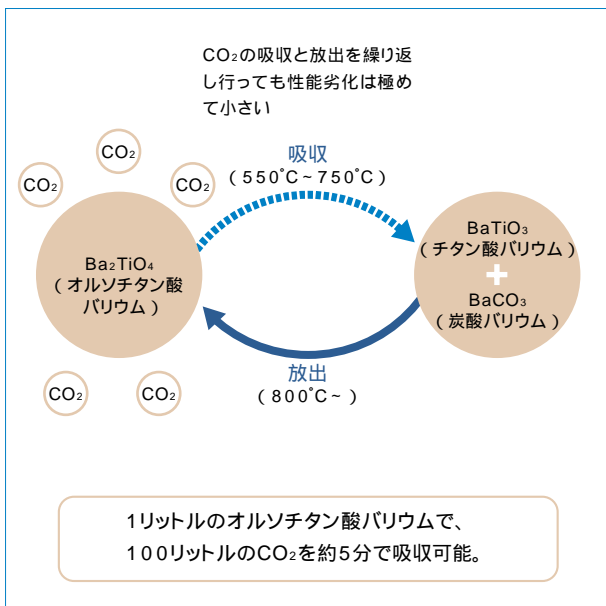 CO₂の吸収と放出を繰り返
し行っても性能劣化は極め
て小さい
吸収
(550℃~750℃)
CO₂
CO₂
CO₂
Ba₂TiO₄
(オルソチタン酸
バリウム)
BaTiO₃
(チタン酸バリウム)
+
BaCO₃
(炭酸バリウム)
放出
(800℃~)
CO₂
CO₂
1リットルのオルソチタン酸バリウムで、
100リットルのCO₂を約5分で吸収可能。